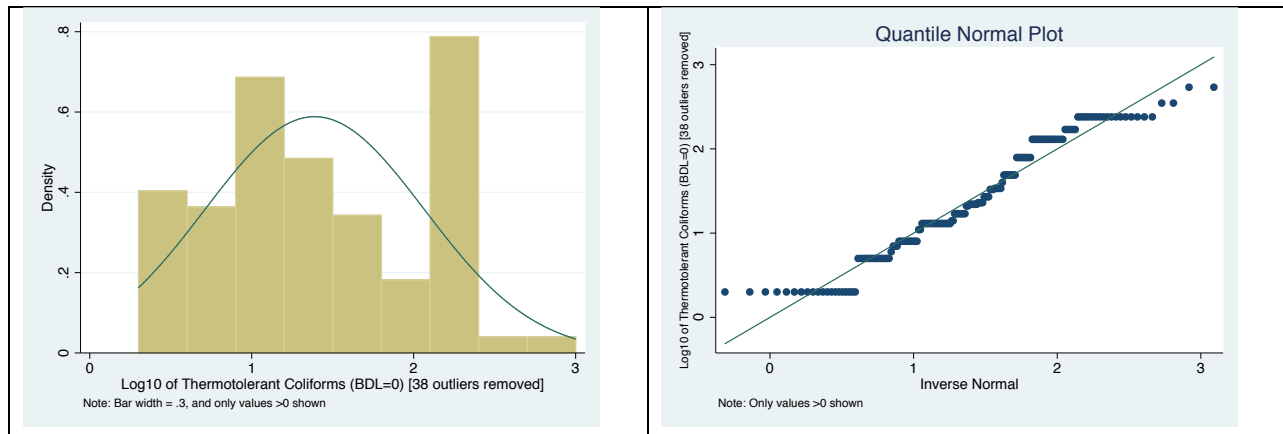 Density
.8
.6
.4
.2
0
0 1 2 3
Log10 of Thermotolerant Coliforms (BDL=0) [38 outliers removed]
Note: Bar width = .3, and only values >0 shown
Quantile Normal Plot
Log10 of Thermotolerant Coliforms (BDL=0) [38 outliers removed]
3
2
1
0
0 1 2 3
Inverse Normal
Note: Only values >0 shown